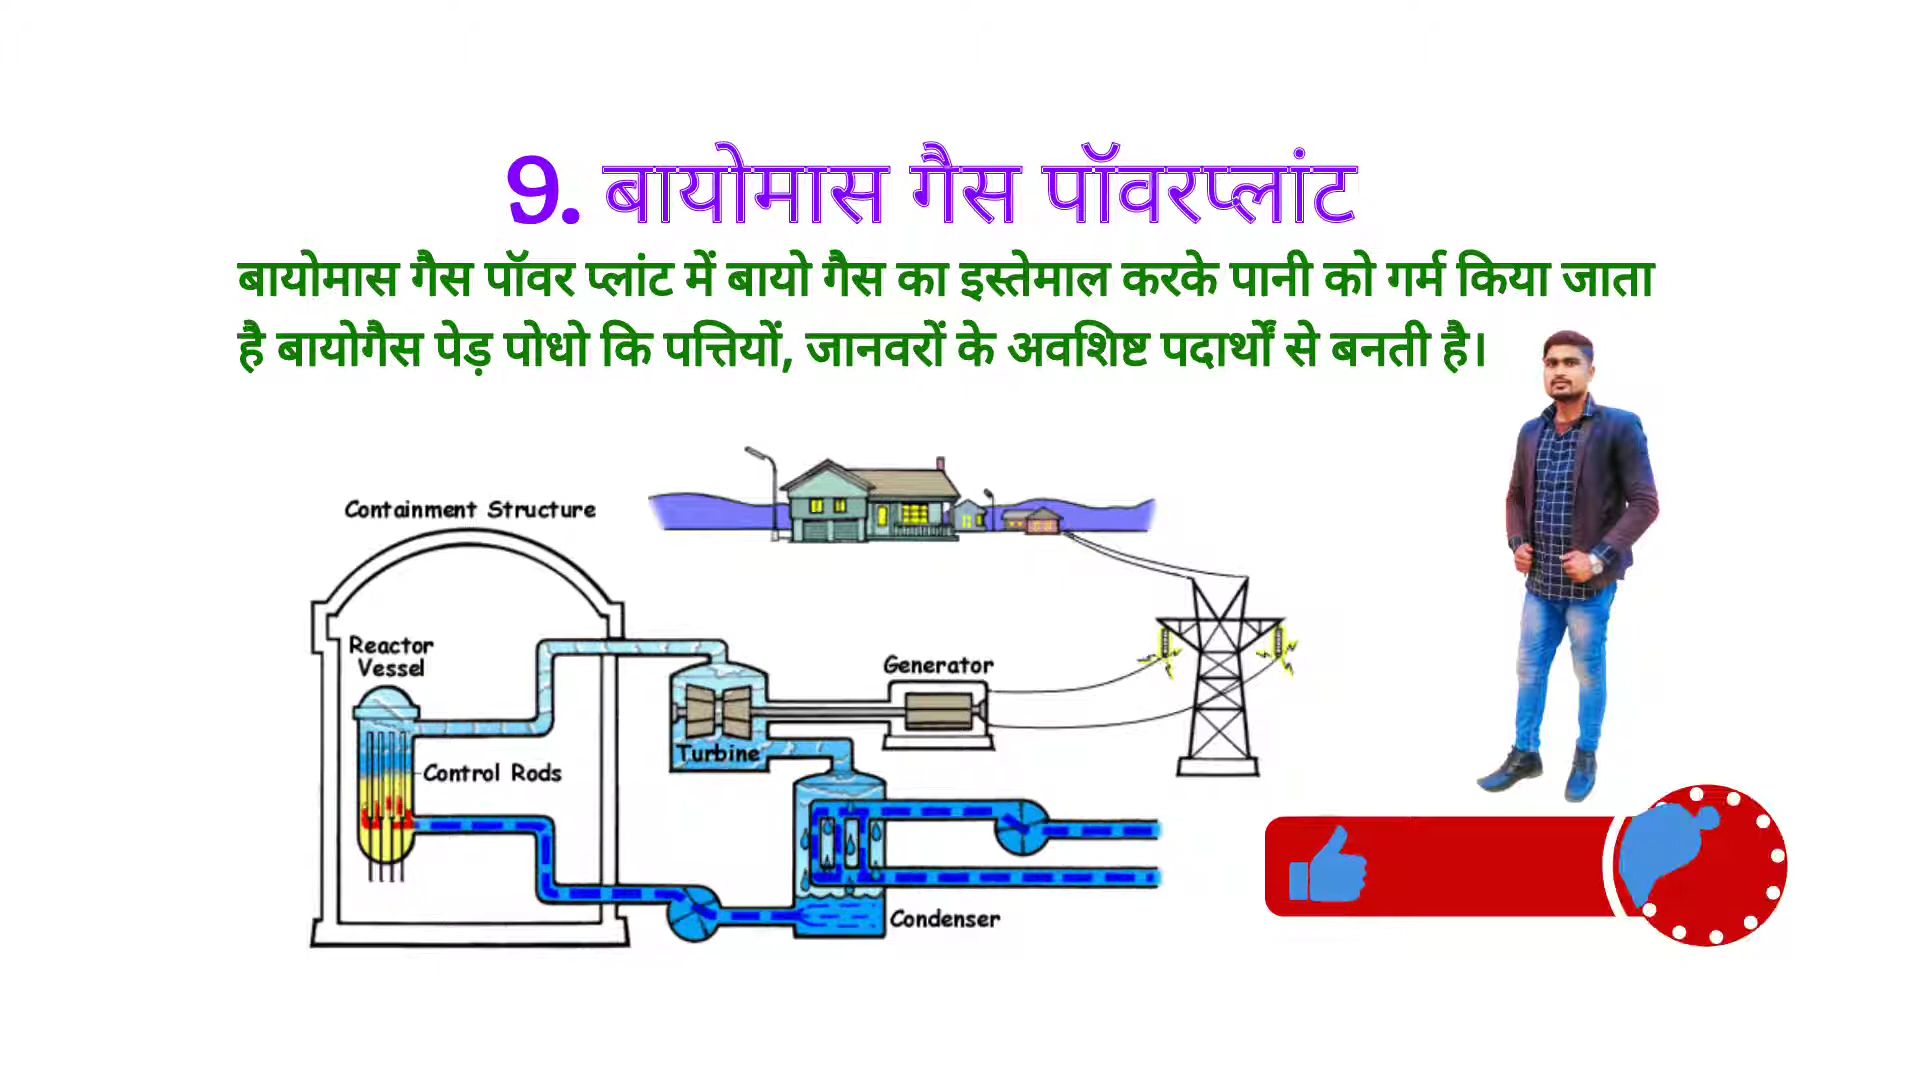 9. बायोमास गैस पॉवरप्लांट
बायोमास गैस पॉवर प्लांट में बायो गैस का इस्तेमाल करके पानी को गर्म किया जाता
है बायोगैस पेड़ पोधो कि पत्तियों, जानवरों के अवशिष्ट पदार्थों से बनती है।
Containment Structure
Reactor
Vessel
Generator
Turbine
Control Rods
Condenser